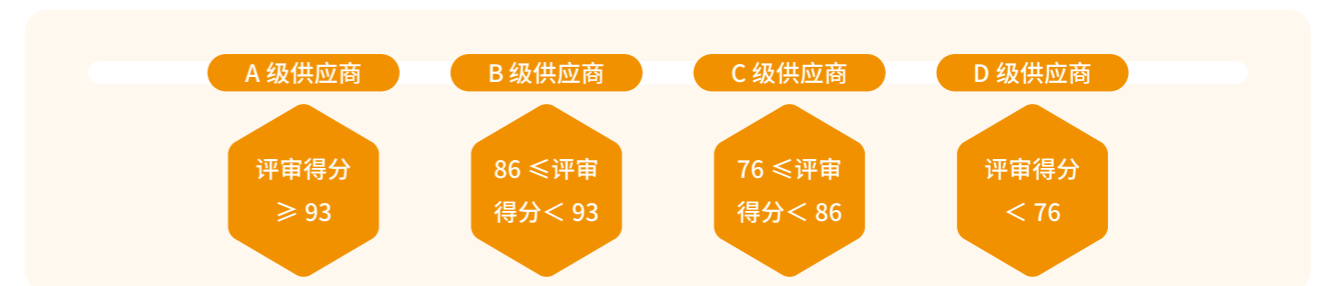 A 级供应商
评审得分
≥ 93
B 级供应商
86 ≤评审
得分＜ 93
C 级供应商
76 ≤评审
得分＜ 86
D 级供应商
评审得分
＜ 76